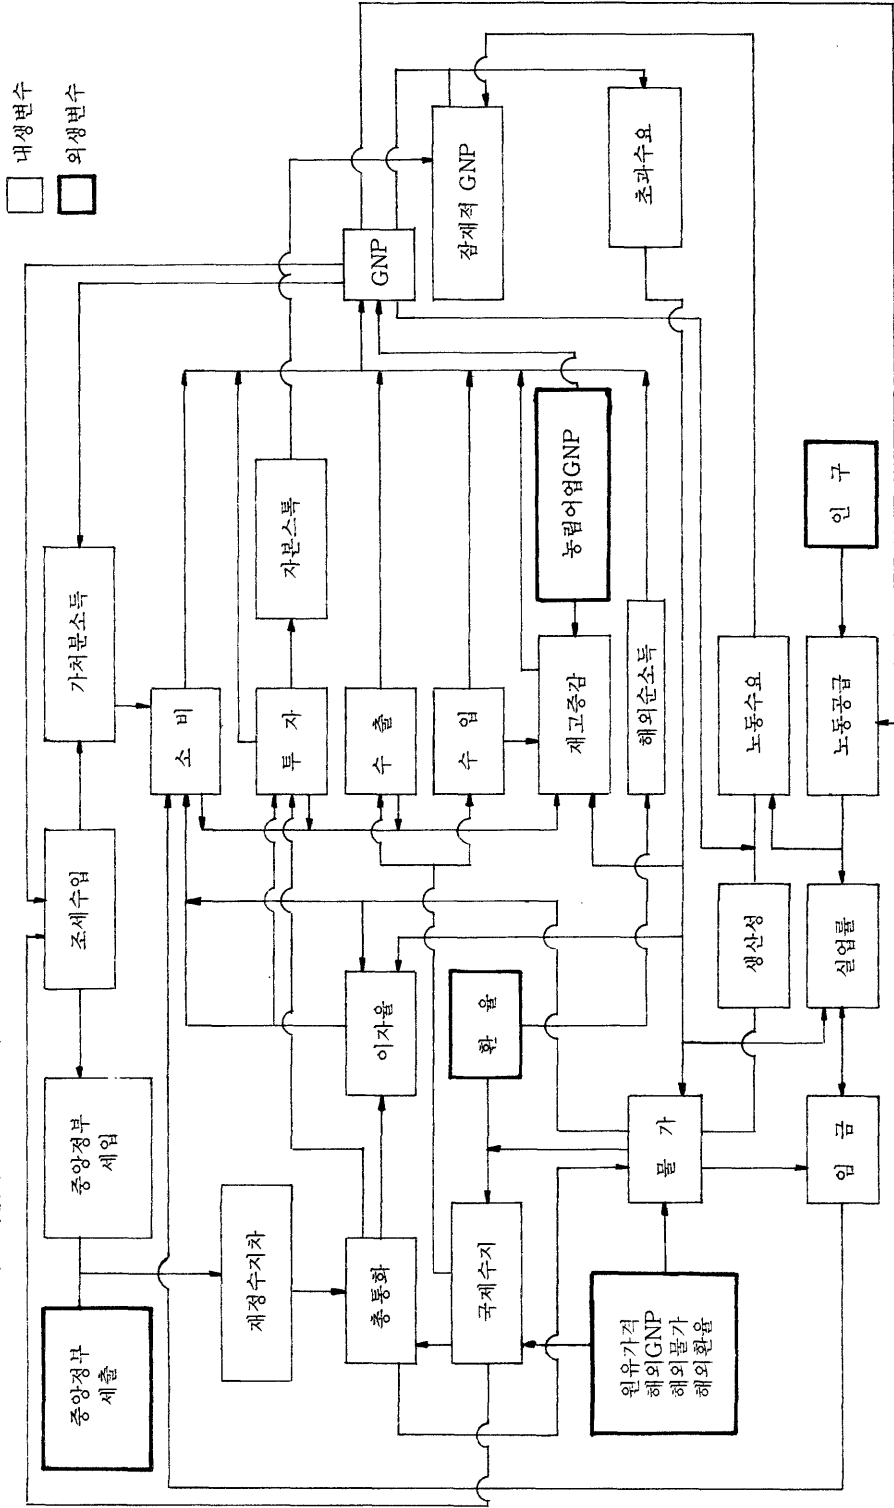 내생변수
외생변수
중앙정부
세출
중앙정부
세입
조세수입
가처분소득
재정수지차
소 비
투 자
자본스톡
총통화
이자율
수 출
GNP
국제수지
환 율
수 입
잠재적 GNP
원유가격
해외GNP
해외물가
해외환율
물 가
재고증감
농림어업GNP
해외순소득
초과수요
생산성
노동수요
임 금
실업률
노동공급
인 구